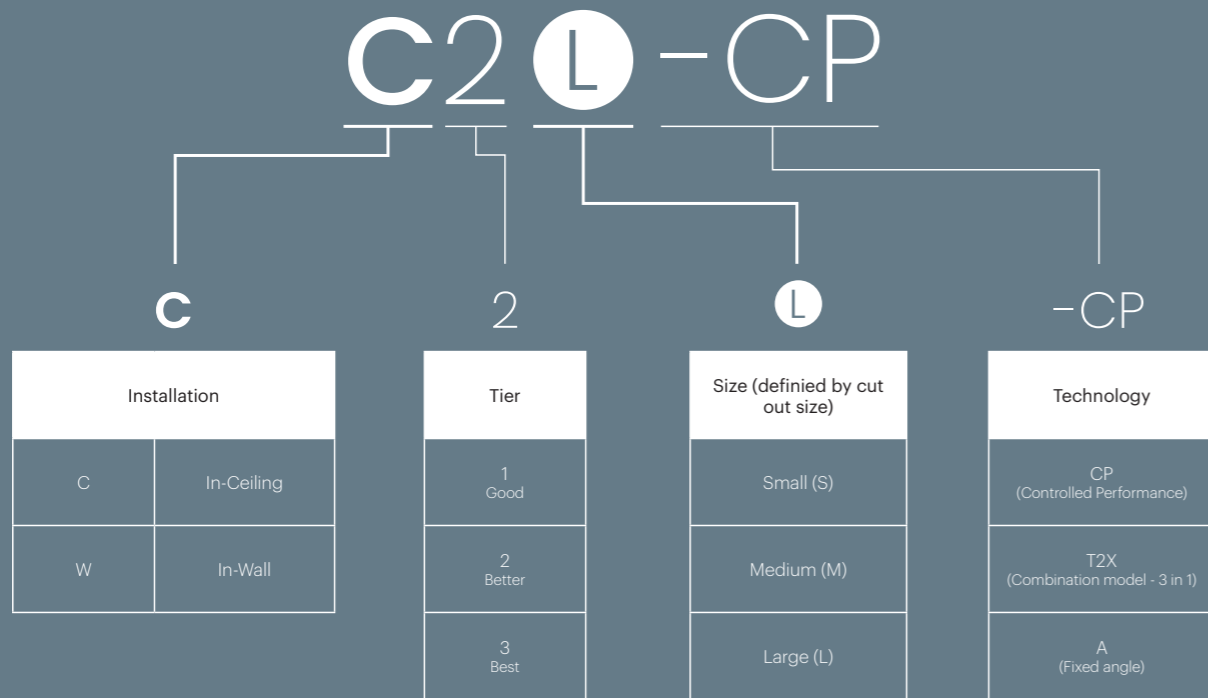 C2L-CP
C
2
L
-CP
Installation
C
In-Ceiling
W
In-Wall
Tier
1
Good
2
Better
3
Best
Size (definied by cut
out size)
Small (S)
Medium (M)
Large (L)
Technology
CP
(Controlled Performance)
T2X
(Combination model - 3 in 1)
A
(Fixed angle)